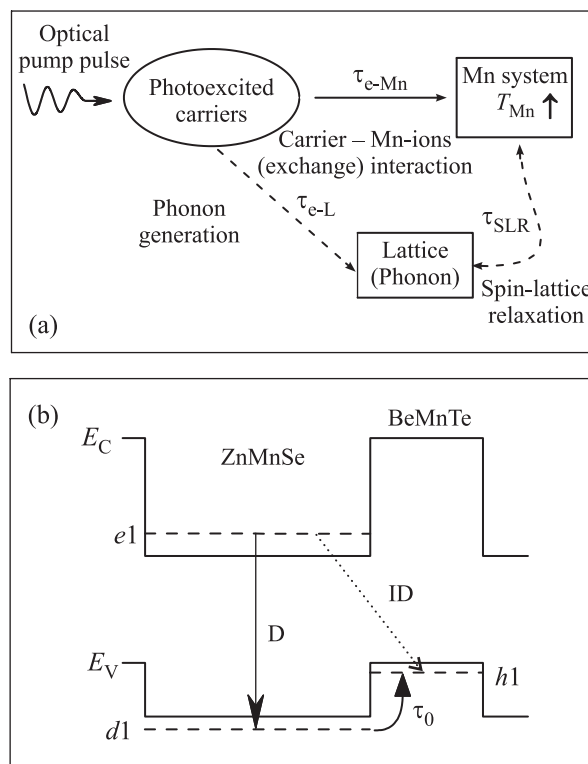 Optical
pump pulse
Photoexcited
carriers
τe-Mn
Mn system
TMn
Carrier – Mn-ions
(exchange) interaction
τe-L
Phonon
generation
τSLR
Lattice
(Phonon)
Spin-lattice
relaxation
(a)
(b)
BeMnTe
EC
ZnMnSe
e1
ID
D
EV
h1
τ0
d1